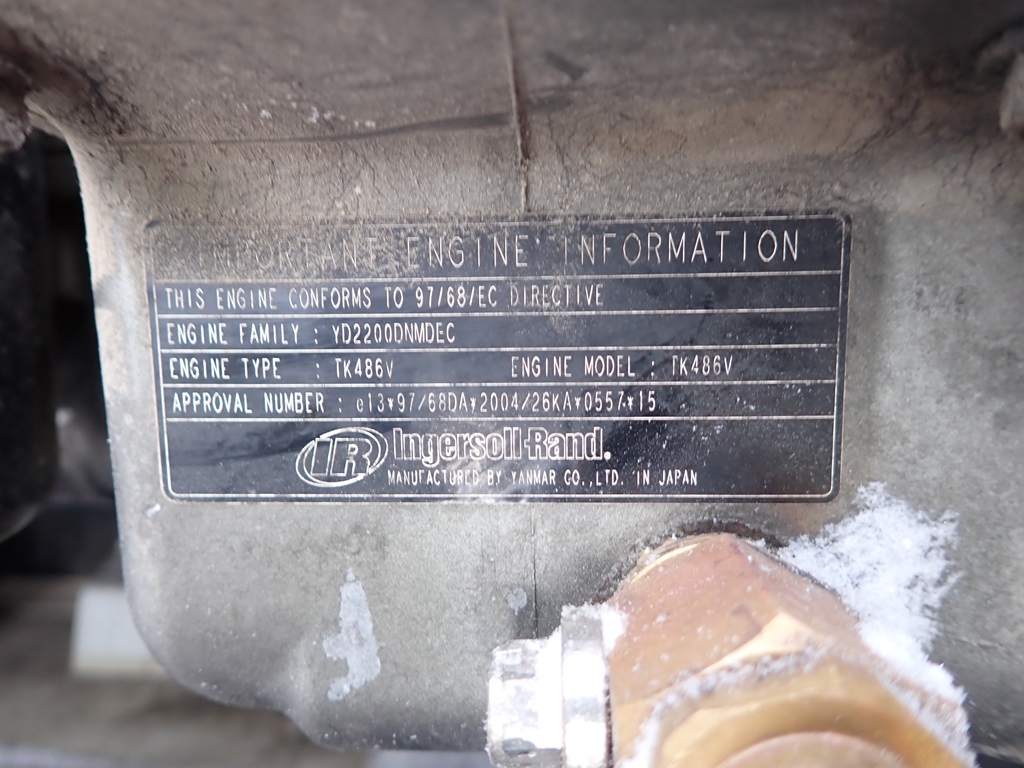 IMPORTANT ENGINE INFORMATION
THIS ENGINE CONFORMS TO 97/68/EC DIRECTIVE
ENGINE FAMILY : YD2200DNMDEC
ENGINE TYPE : TK486V ENGINE MODEL : TK486V
APPROVAL NUMBER : e13*97/68DA*2004/26KA*0557*15
IR Ingersoll-Rand.
MANUFACTURED BY YANMAR CO.,LTD. IN JAPAN